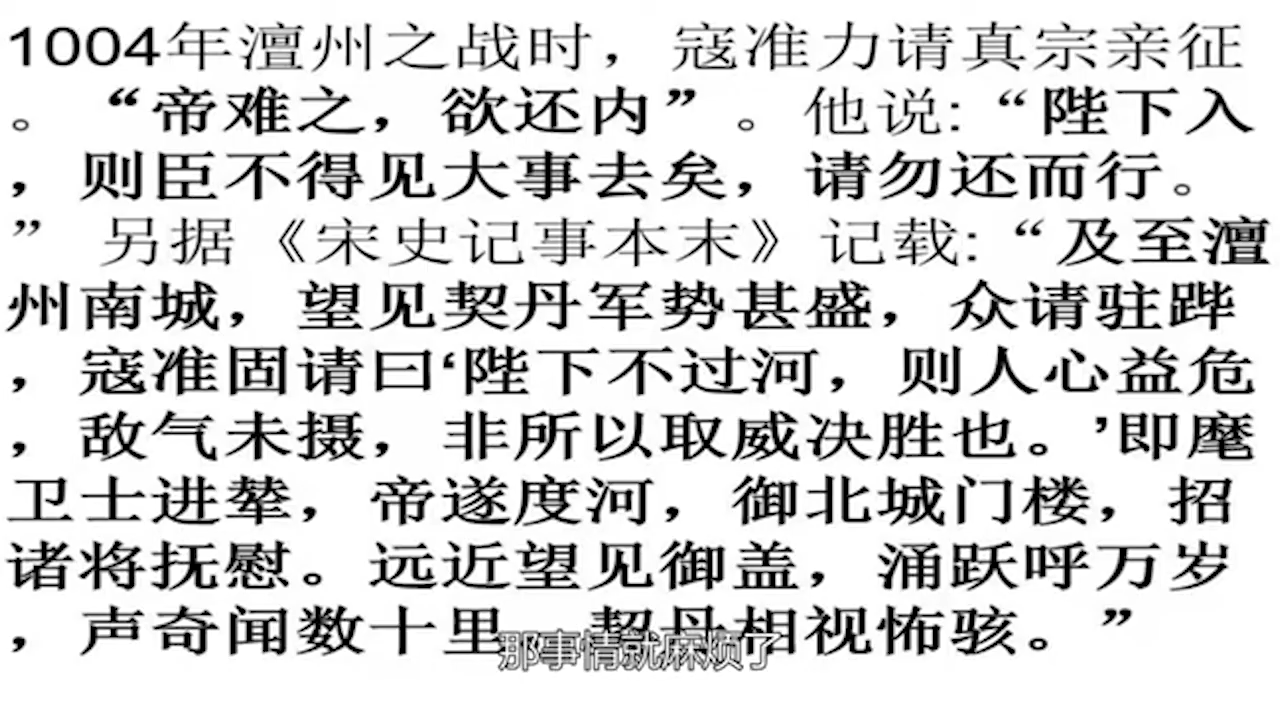 1004年澶州之战时，寇准力请真宗亲征
。“帝难之，欲还内”。他说:“陛下入
，则臣不得见大事去矣，请勿还而行。
” 另据《宋史记事本末》记载:“及至澶
州南城，望见契丹军势甚盛，众请驻跸
，寇准固请曰‘陛下不过河，则人心益危
，敌气未摄，非所以取威决胜也。’即麾
卫士进辇，帝遂度河，御北城门楼，招
诸将抚慰。远近望见御盖，涌跃呼万岁
，声奇闻数十里，契丹相视怖骇。”
那事情就麻烦了